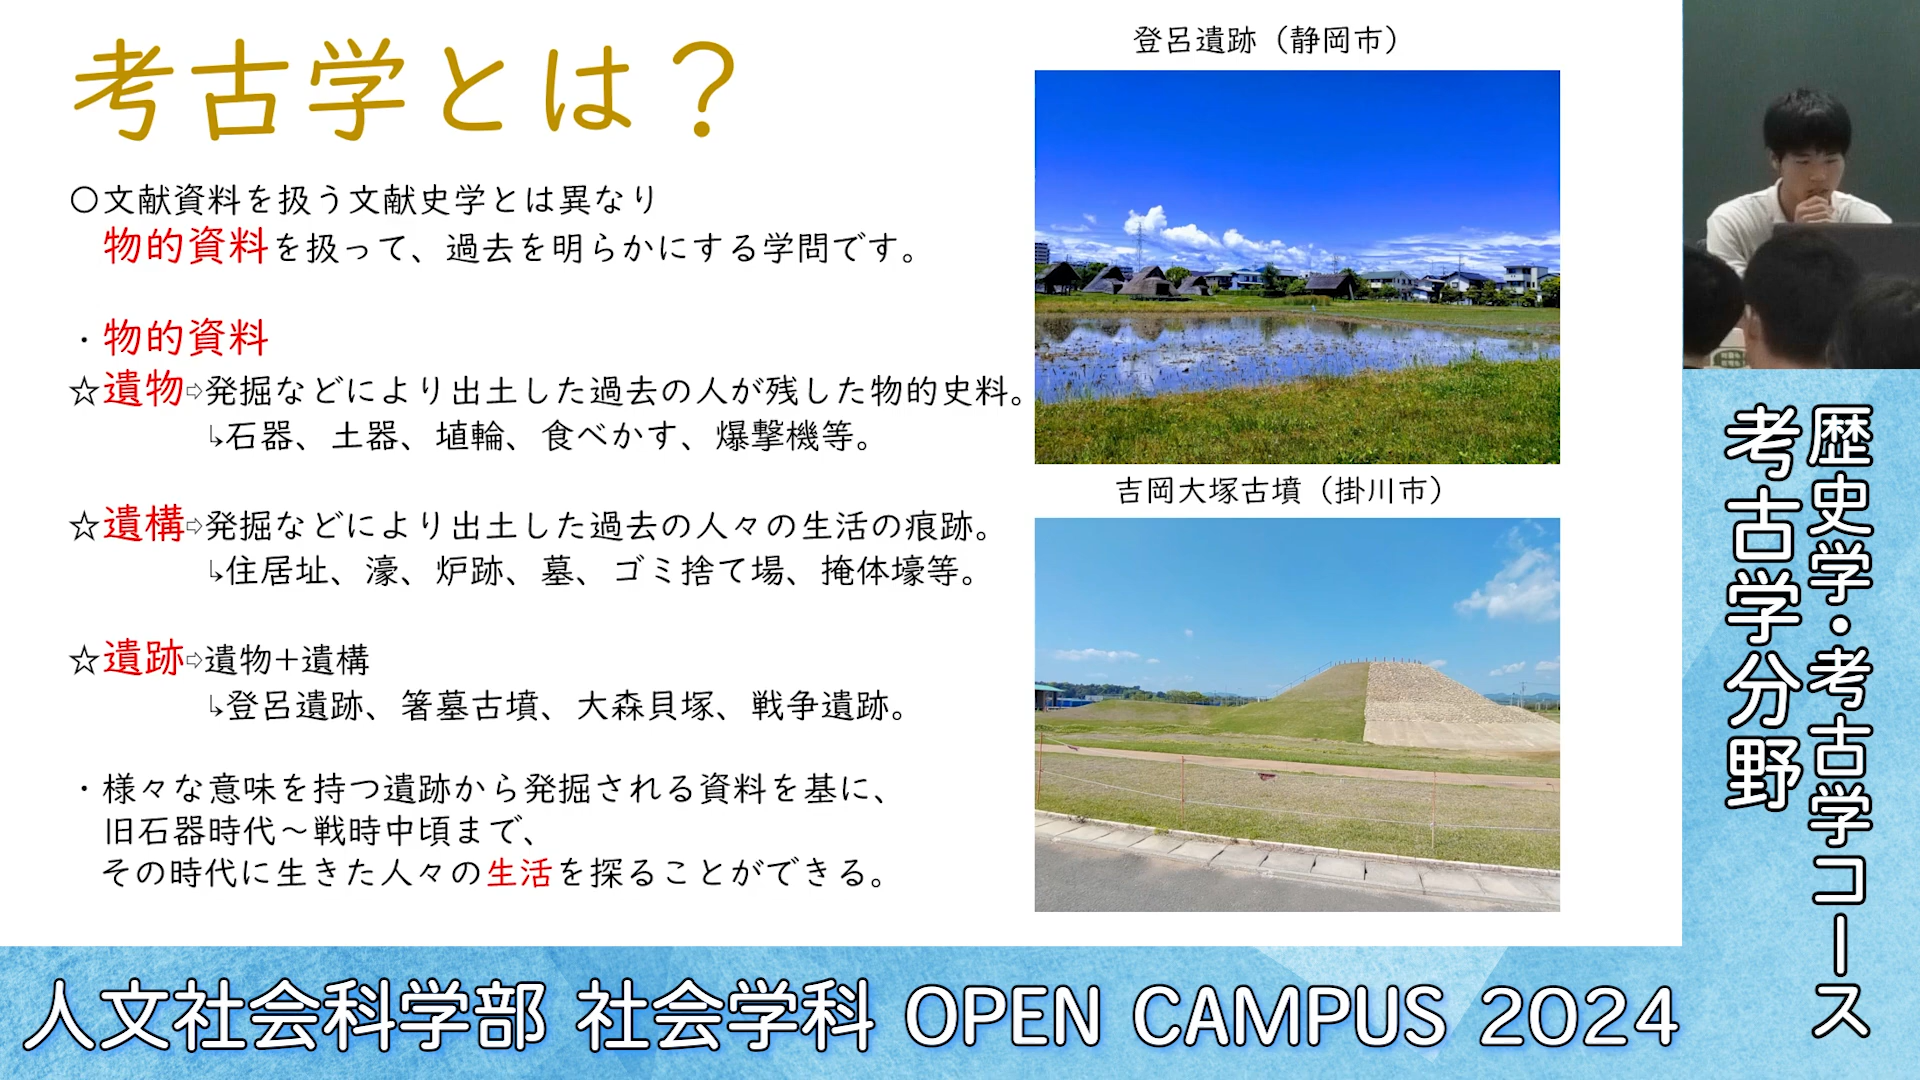 考古学とは？
〇文献資料を扱う文献史学とは異なり
物的資料を扱って、過去を明らかにする学問です。
・物的資料
☆遺物⇨発掘などにより出土した過去の人が残した物的史料。
↳石器、土器、埴輪、食べかす、爆撃機等。
☆遺構⇨発掘などにより出土した過去の人々の生活の痕跡。
↳住居址、濠、炉跡、墓、ゴミ捨て場、掩体壕等。
☆遺跡⇨遺物+遺構
↳登呂遺跡、箸墓古墳、大森貝塚、戦争遺跡。
・様々な意味を持つ遺跡から発掘される資料を基に、
旧石器時代～戦時中頃まで、
その時代に生きた人々の生活を探ることができる。
登呂遺跡（静岡市）
吉岡大塚古墳（掛川市）
歴史学・考古学コース
考古学分野
人文社会科学部 社会学科 OPEN CAMPUS 2024